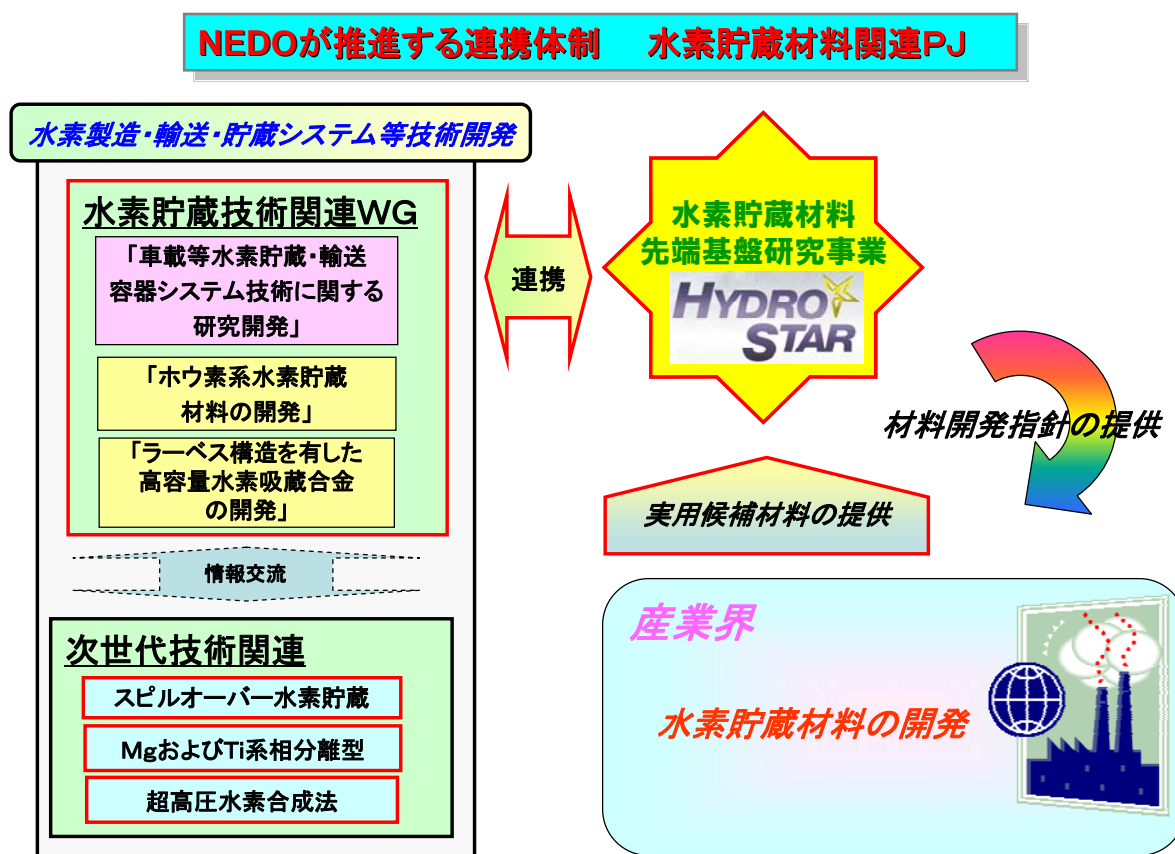 NEDOが推進する連携体制　水素貯蔵材料関連PJ
水素製造・輸送・貯蔵システム等技術開発
水素貯蔵技術関連WG
「車載等水素貯蔵・輸送
容器システム技術に関する
研究開発」
「ホウ素系水素貯蔵
材料の開発」
「ラーベス構造を有した
高容量水素吸蔵合金
の開発」
情報交流
次世代技術関連
スピルオーバー水素貯蔵
MgおよびTi系相分離型
超高圧水素合成法
連携
水素貯蔵材料
先端基盤研究事業
HYDRO
STAR
材料開発指針の提供
実用候補材料の提供
産業界
水素貯蔵材料の開発